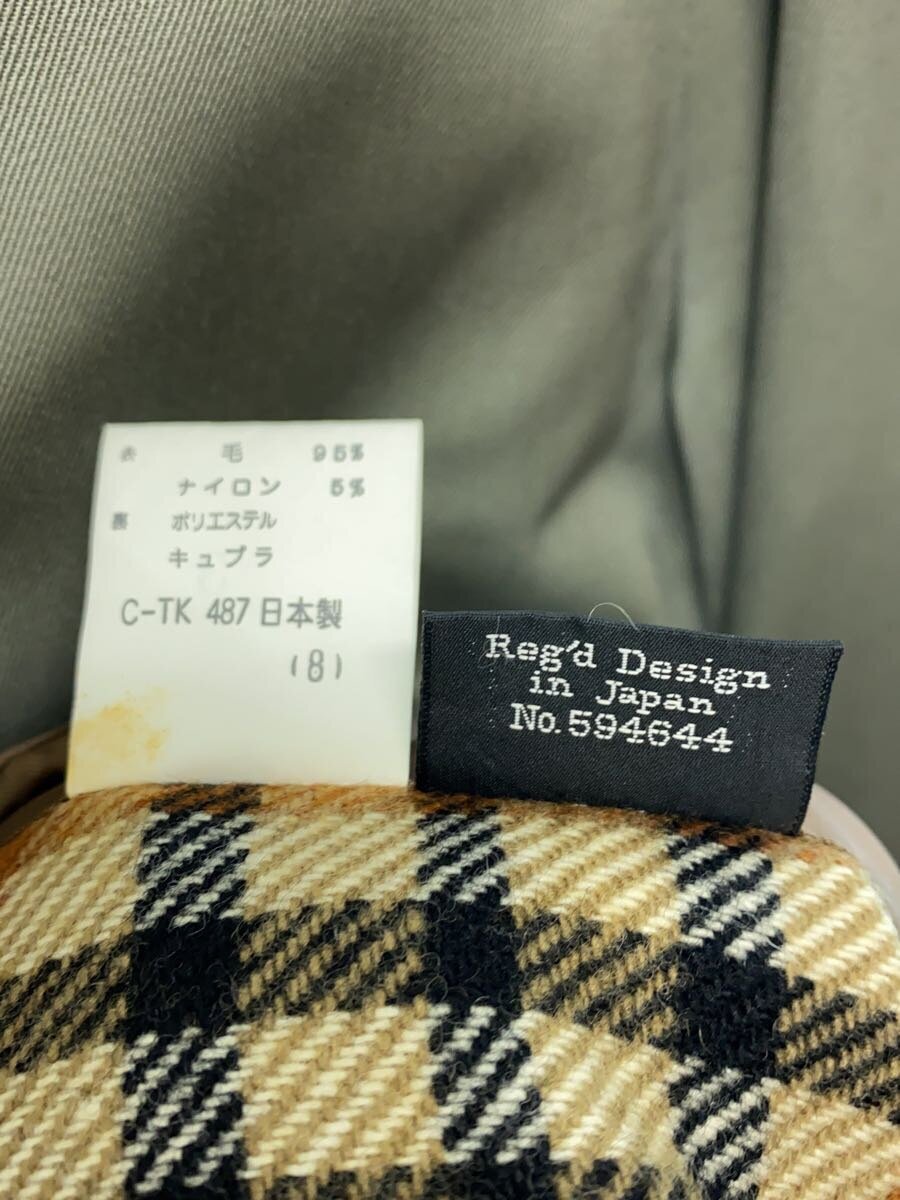 表 毛 95%
ナイロン 5%
裏 ポリエステル
キュプラ
C-TK 487 日本製
(8)
Reg'd Design
in Japan
No.594644